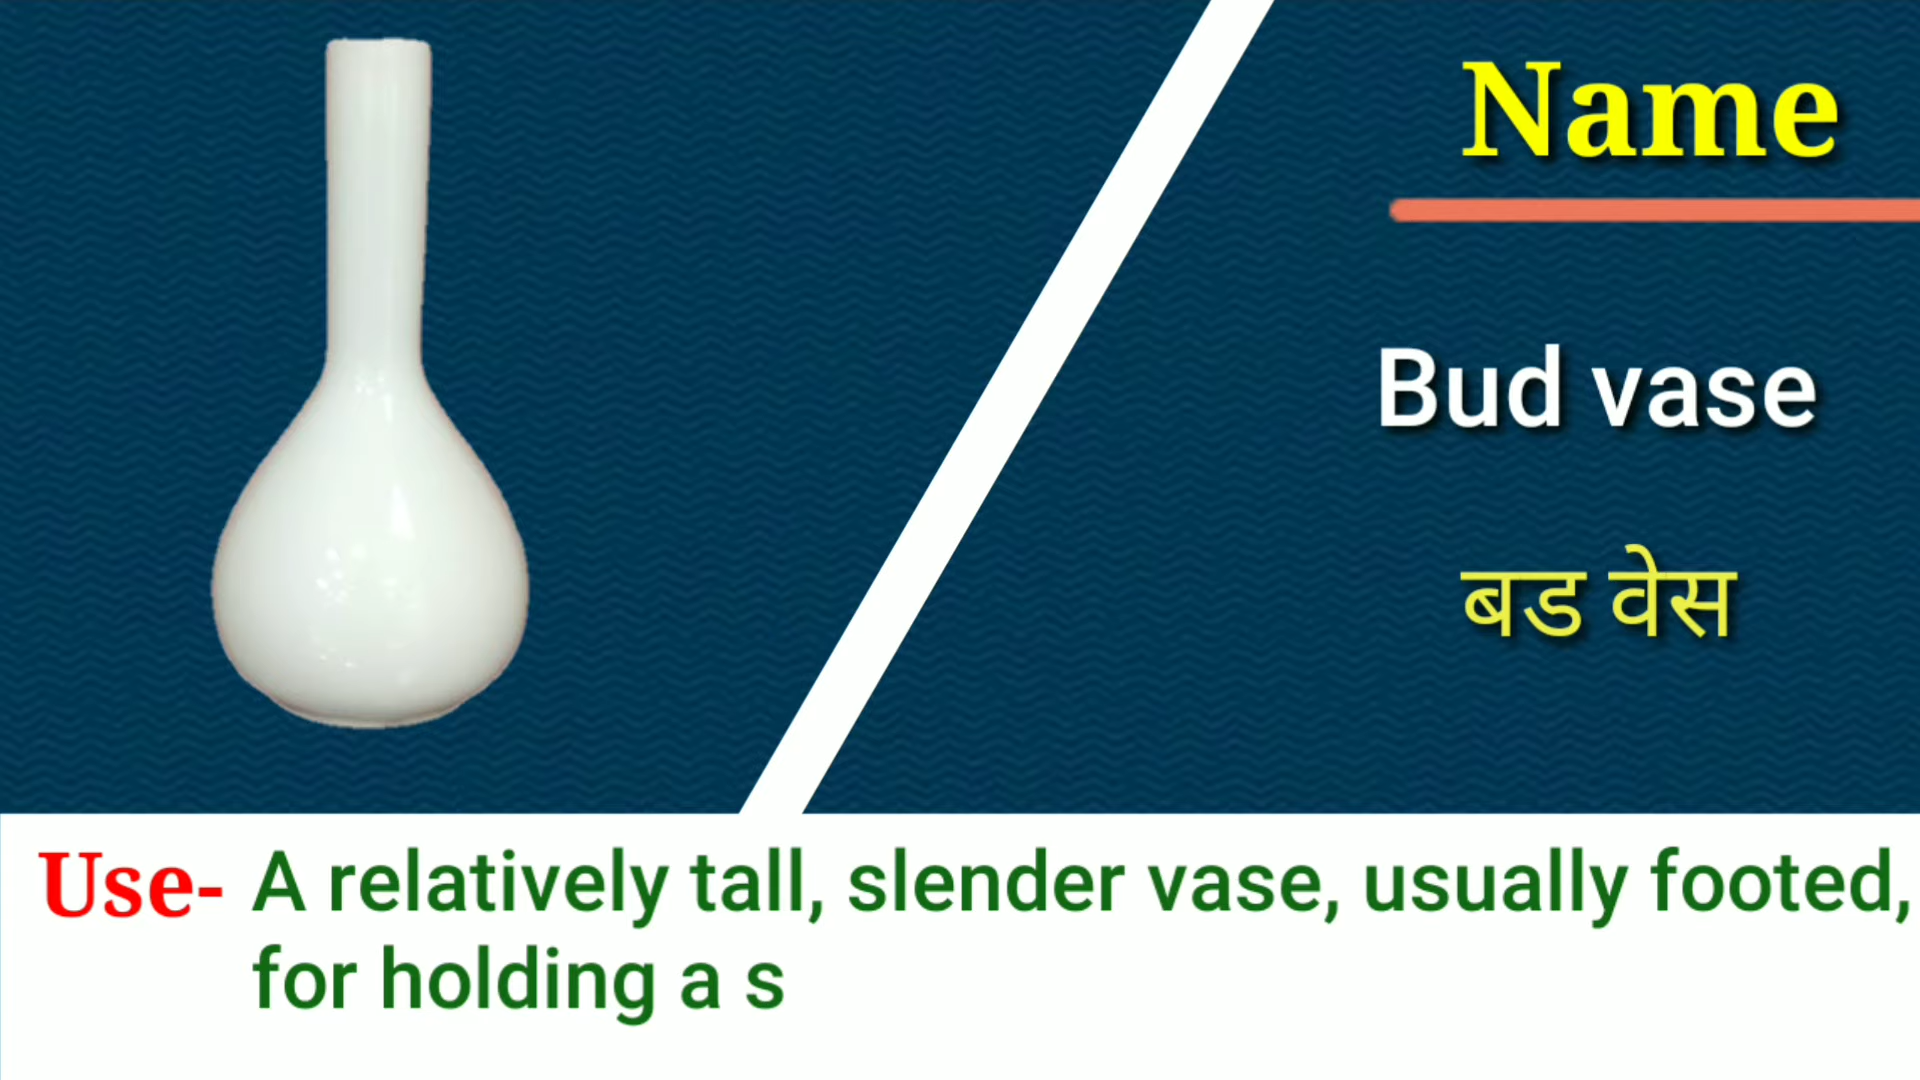 Name
Bud vase
बड वेस
Use- A relatively tall, slender vase, usually footed,
for holding a s